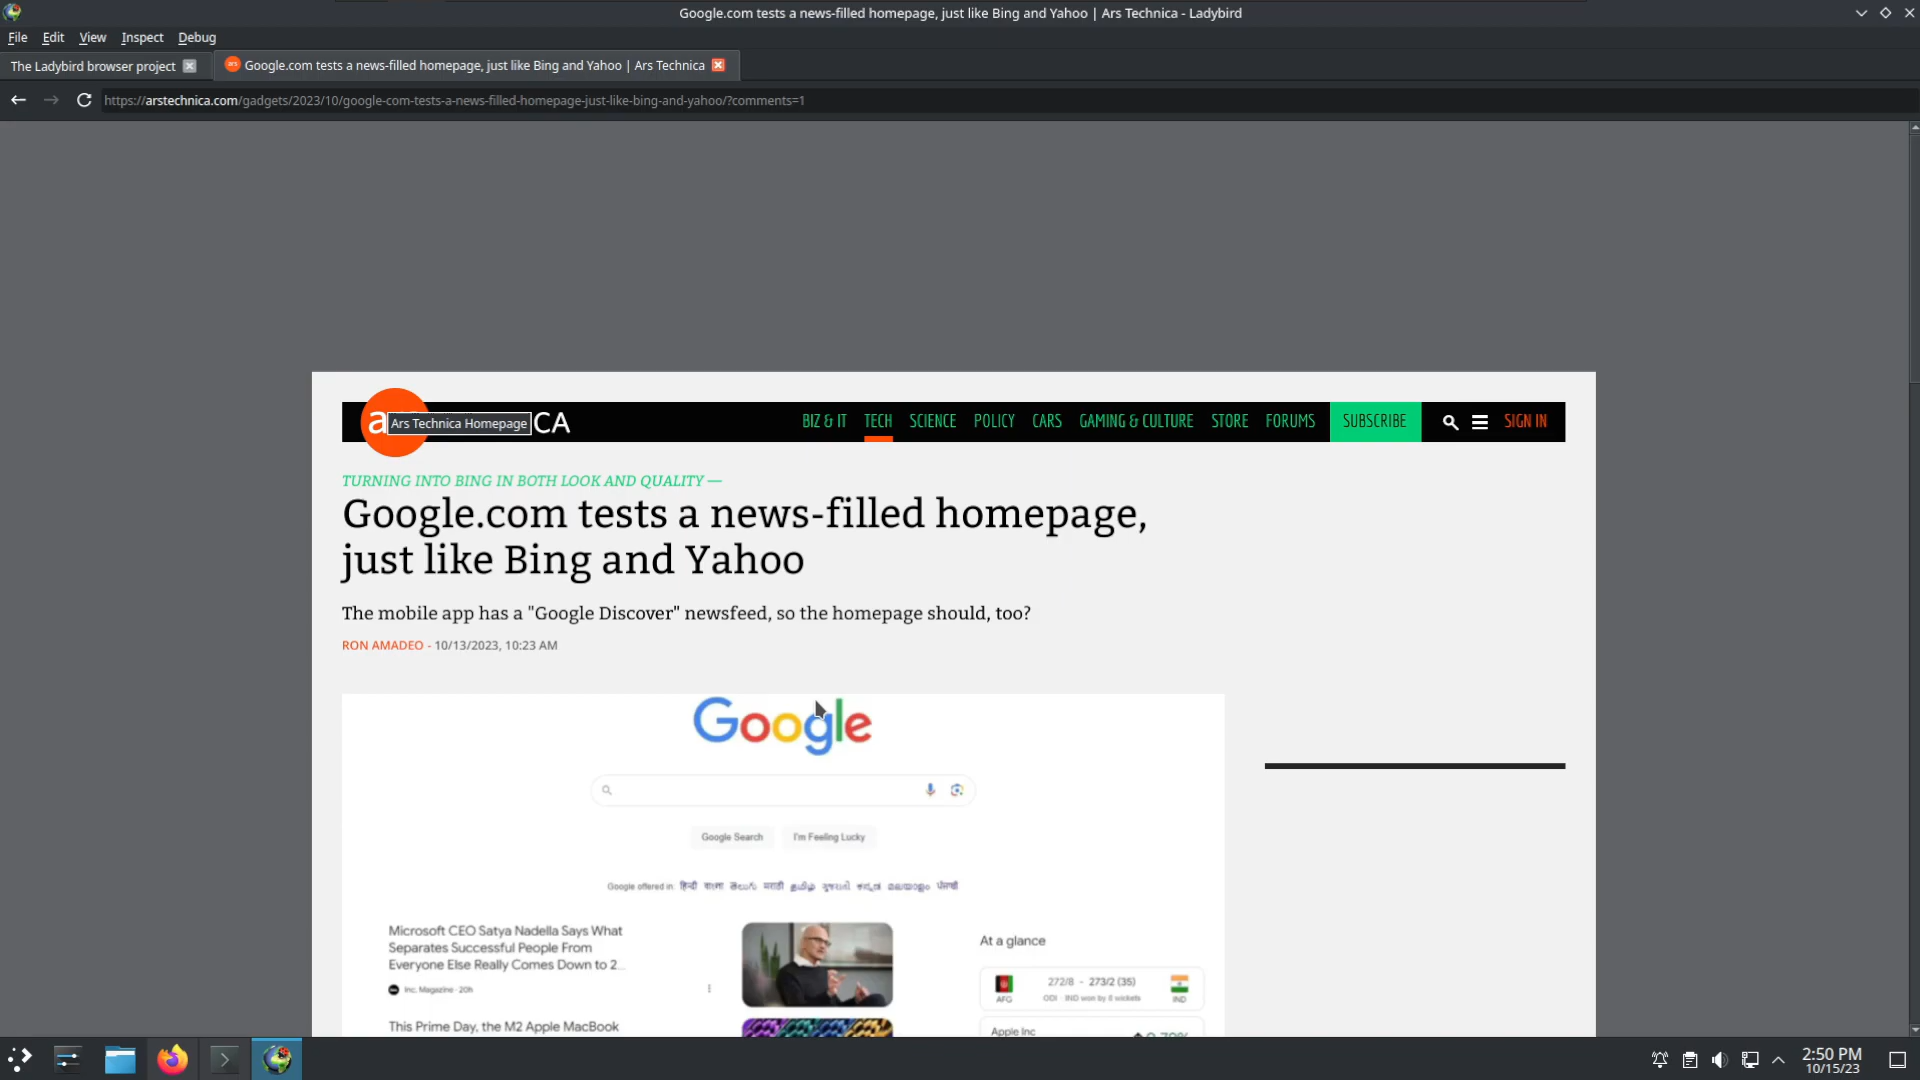 Google.com tests a news-filled homepage, just like Bing and Yahoo | Ars Technica - Ladybird
File Edit View Inspect Debug
The Ladybird browser project
ars Google.com tests a news-filled homepage, just like Bing and Yahoo | Ars Technica
https://arstechnica.com/gadgets/2023/10/google-com-tests-a-news-filled-homepage-just-like-bing-and-yahoo/?comments=1
a CA BIZ & IT TECH SCIENCE POLICY CARS GAMING & CULTURE STORE FORUMS SUBSCRIBE SIGN IN
Ars Technica Homepage
TURNING INTO BING IN BOTH LOOK AND QUALITY —
Google.com tests a news-filled homepage,
just like Bing and Yahoo
The mobile app has a "Google Discover" newsfeed, so the homepage should, too?
RON AMADEO - 10/13/2023, 10:23 AM
Google
Google Search I'm Feeling Lucky
Google offered in: हिन्दी বাংলা తెలుగు मराठी தமிழ் ગુજરાતી ಕನ್ನಡ മലയാളം ਪੰਜਾਬੀ
Microsoft CEO Satya Nadella Says What
Separates Successful People From
Everyone Else Really Comes Down to 2...
Inc. Magazine · 20h
At a glance
272/8 - 273/2 (35)
AFG ODI · IND won by 8 wickets IND
This Prime Day, the M2 Apple MacBook
Apple Inc
2:50 PM
10/15/23